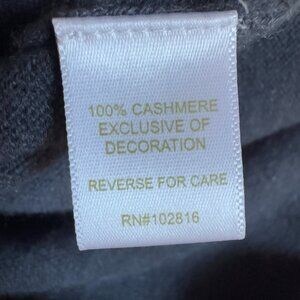 100% CASHMERE
EXCLUSIVE OF
DECORATION
REVERSE FOR CARE
RN#102816